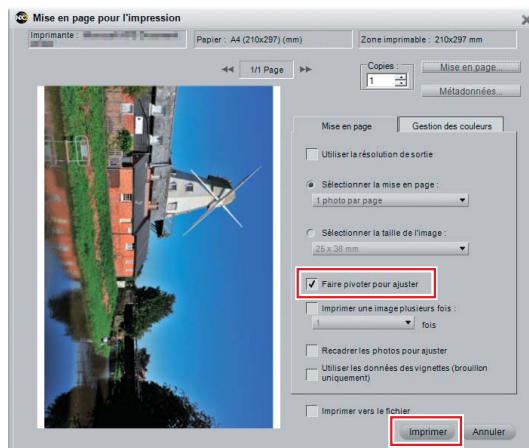 NX2 Mise en page pour l'impression
Imprimante :
Papier : A4 (210x297) (mm)
Zone imprimable : 210x297 mm
1/1 Page
Copies :
1
Mise en page...
Métadonnées...
Mise en page
Gestion des couleurs
Utiliser la résolution de sortie
Sélectionner la mise en page :
1 photo par page
Sélectionner la taille de l'image :
25 x 38 mm
Faire pivoter pour ajuster
Imprimer une image plusieurs fois :
1 fois
Recadrer les photos pour ajuster
Utiliser les données des vignettes (brouillon
uniquement)
Imprimer vers le fichier
Imprimer
Annuler